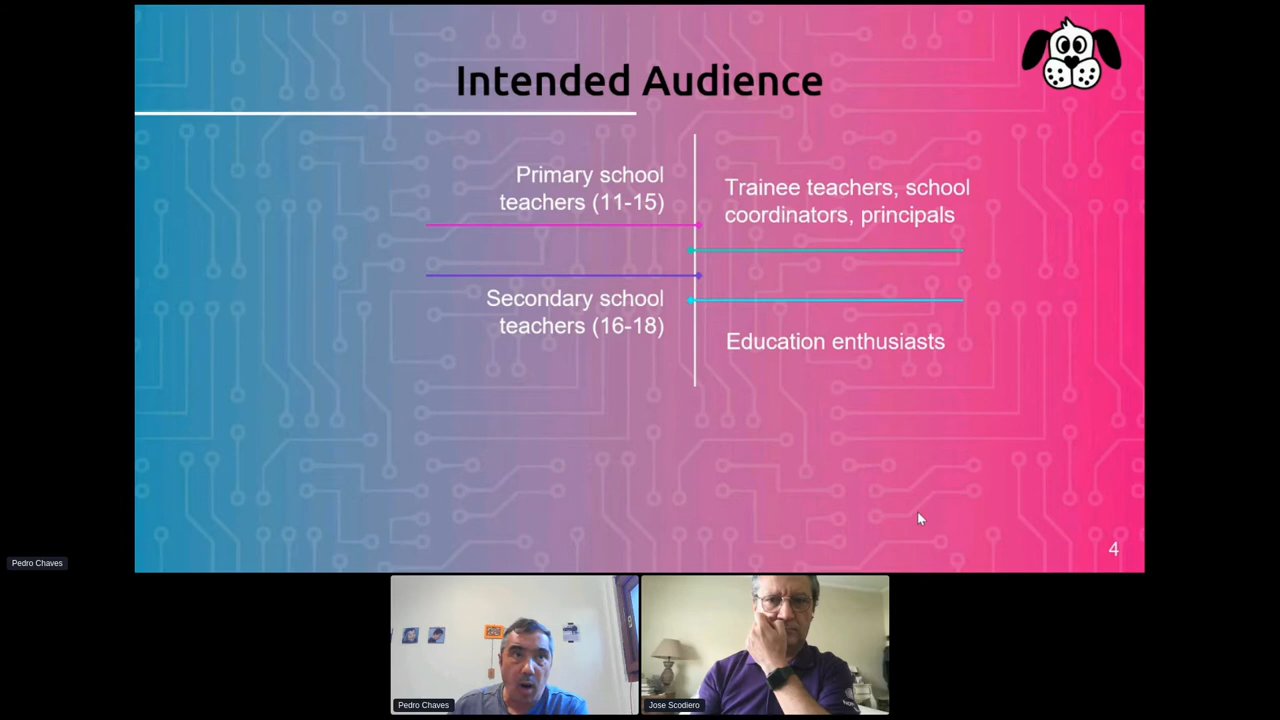 Intended Audience
Primary school
teachers (11-15)
Trainee teachers, school
coordinators, principals
Secondary school
teachers (16-18)
Education enthusiasts
4
Pedro Chaves
Pedro Chaves
Jose Scodiero